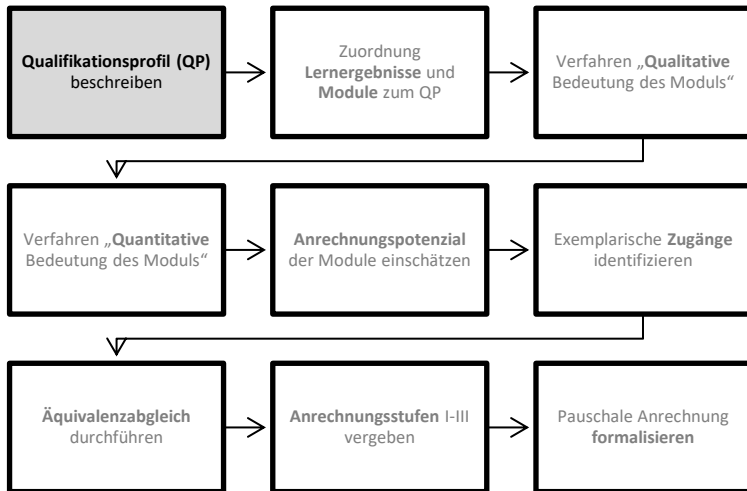 Qualifikationsprofil (QP)
beschreiben
Zuordnung
Lernergebnisse und
Module zum QP
Verfahren „Qualitative
Bedeutung des Moduls“
Verfahren „Quantitative
Bedeutung des Moduls“
Anrechnungspotenzial
der Module einschätzen
Exemplarische Zugänge
identifizieren
Äquivalenzabgleich
durchführen
Anrechnungsstufen I-III
vergeben
Pauschale Anrechnung
formalisieren